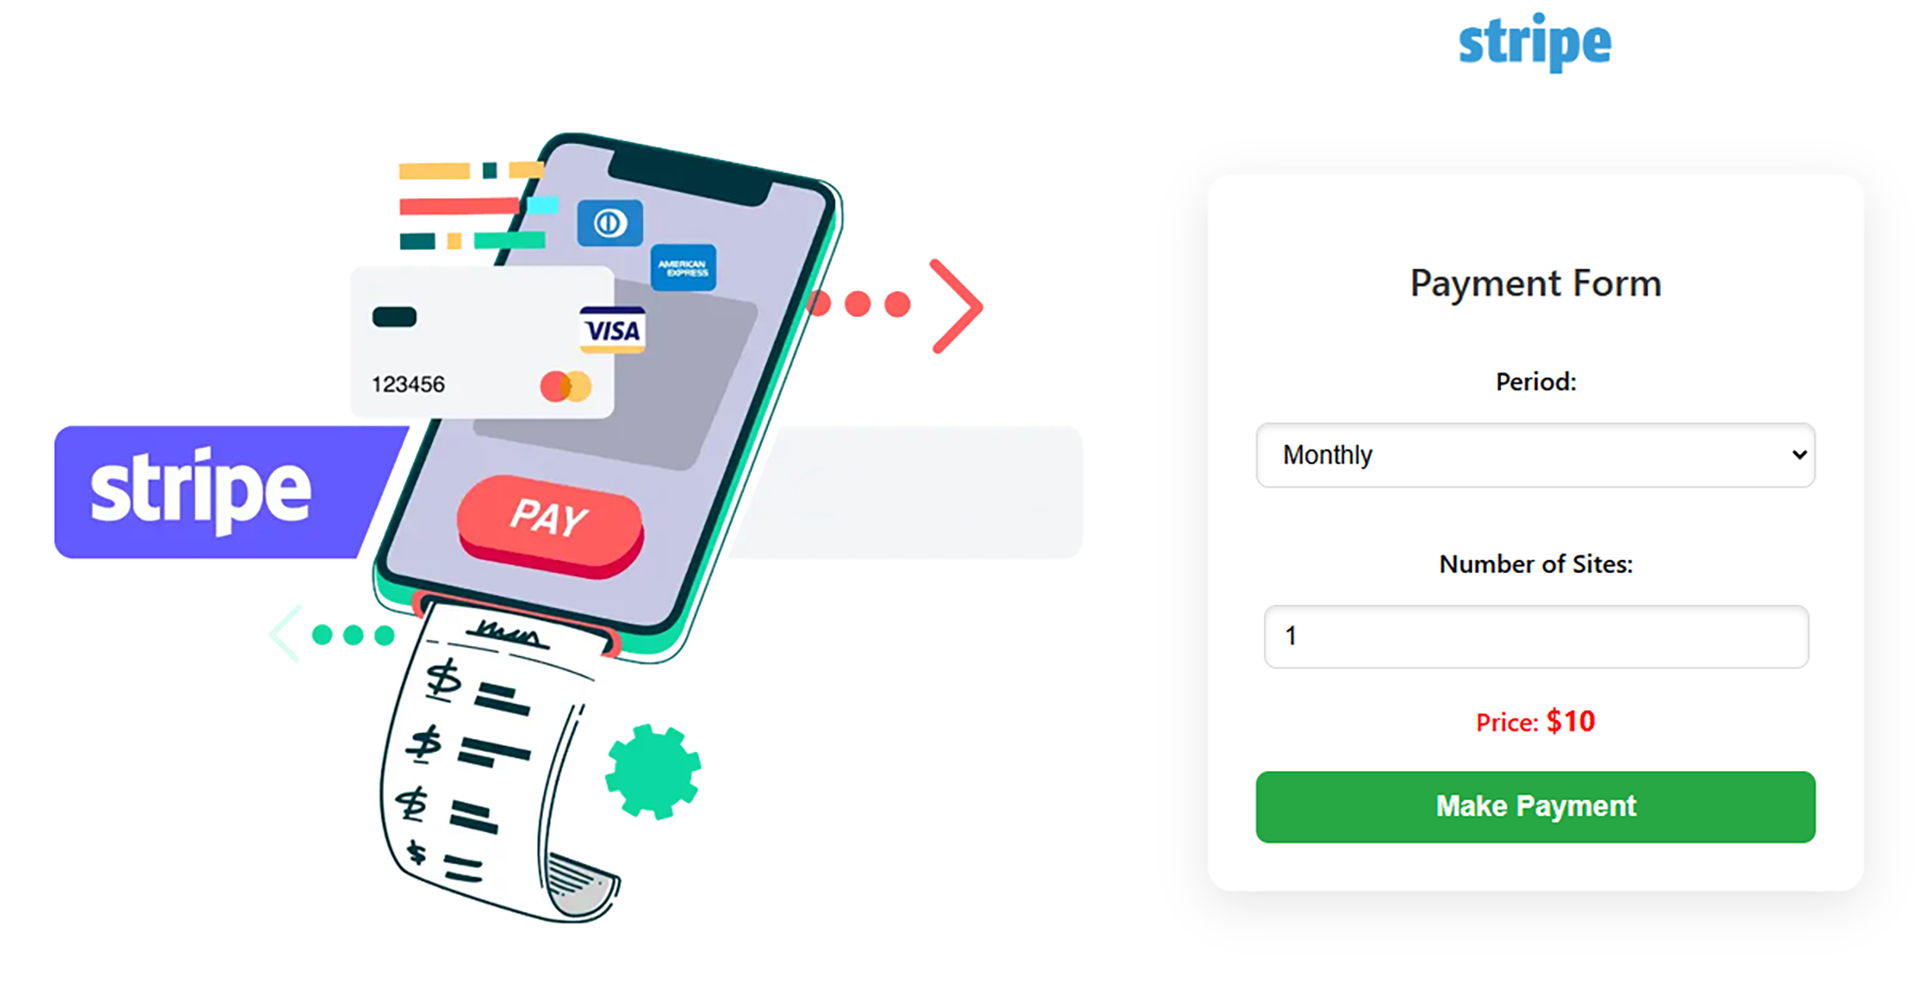 stripe
AMERICAN
EXPRESS
VISA
123456
stripe
PAY
$
$
$
$
Payment Form
Period:
Monthly
Number of Sites:
1
Price: $10
Make Payment